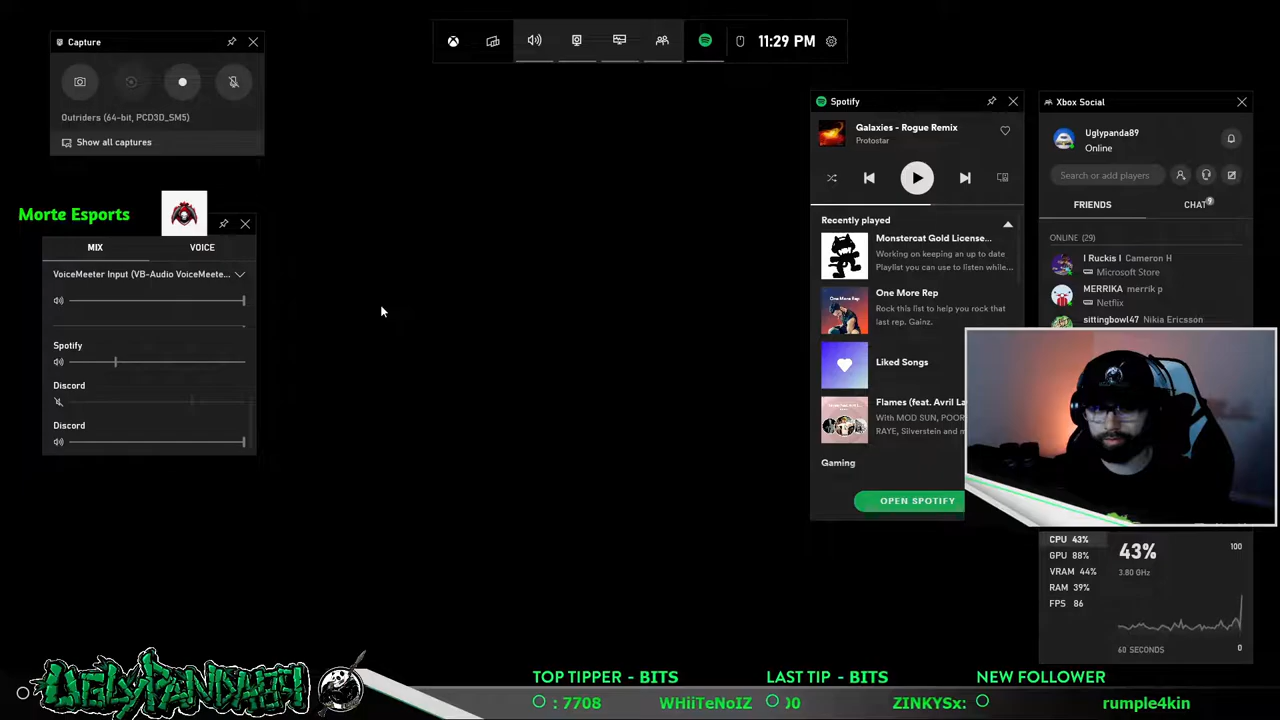 Capture
11:29 PM
Outriders (64-bit, PCD3D_SM5)
Show all captures
Morte Esports
MIX
VOICE
VoiceMeeter Input (VB-Audio VoiceMeete...
Spotify
Discord
Discord
Spotify
Galaxies - Rogue Remix
Protostar
Recently played
Monstercat Gold License...
Working on keeping an up to date
Playlist you can use to listen while...
One More Rep
Rock this list to help you rock that
last rep. Gainz.
Liked Songs
Flames (feat. Avril La
With MOD SUN, POOR
RAYE, Silverstein and m
Gaming
OPEN SPOTIFY
Xbox Social
Uglypanda89
Online
Search or add players
FRIENDS
CHAT
ONLINE (29)
I Ruckis I Cameron H
Microsoft Store
MERRIKA merrik p
Netflix
sittingbowl47 Nikia Ericsson
CPU 43%
GPU 88%
VRAM 44%
RAM 39%
FPS 86
43%
3.80 GHz
100
60 SECONDS
0
UGLYPANDA89
TOP TIPPER - BITS
LAST TIP - BITS
NEW FOLLOWER
: 7708
WHiiTeNoIZ
ZINKYSx:
rumple4kin